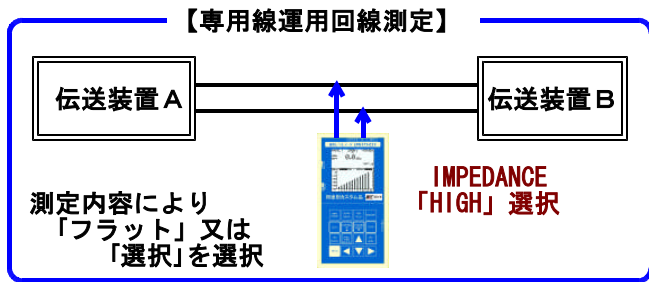 【専用線運用回線測定】
伝送装置A
伝送装置B
0.0
IMPEDANCE
「HIGH」選択
測定内容により
「フラット」又は
「選択」を選択